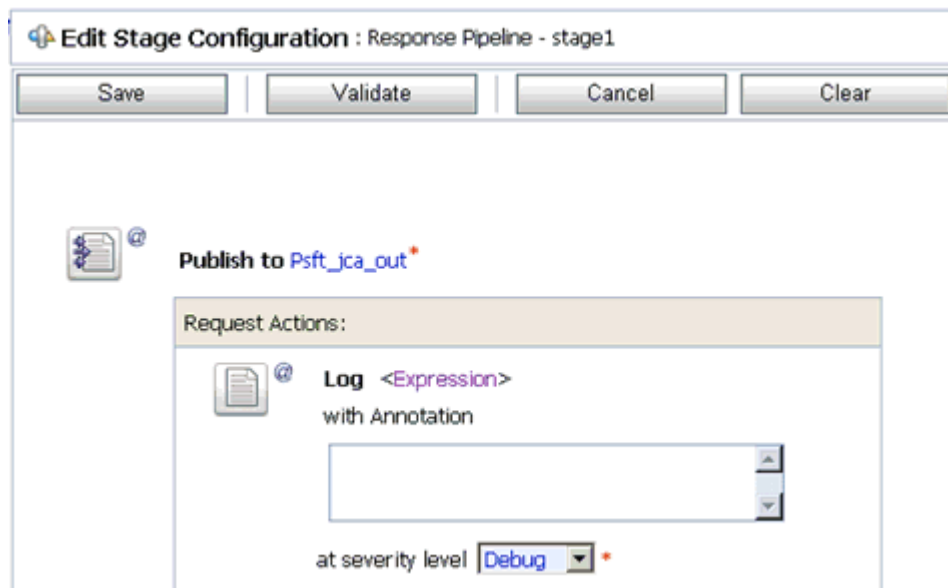 Edit Stage Configuration : Response Pipeline - stage1
Save Validate Cancel Clear
@
Publish to Psft_jca_out*
Request Actions:
@
Log <Expression>
with Annotation
at severity level Debug *